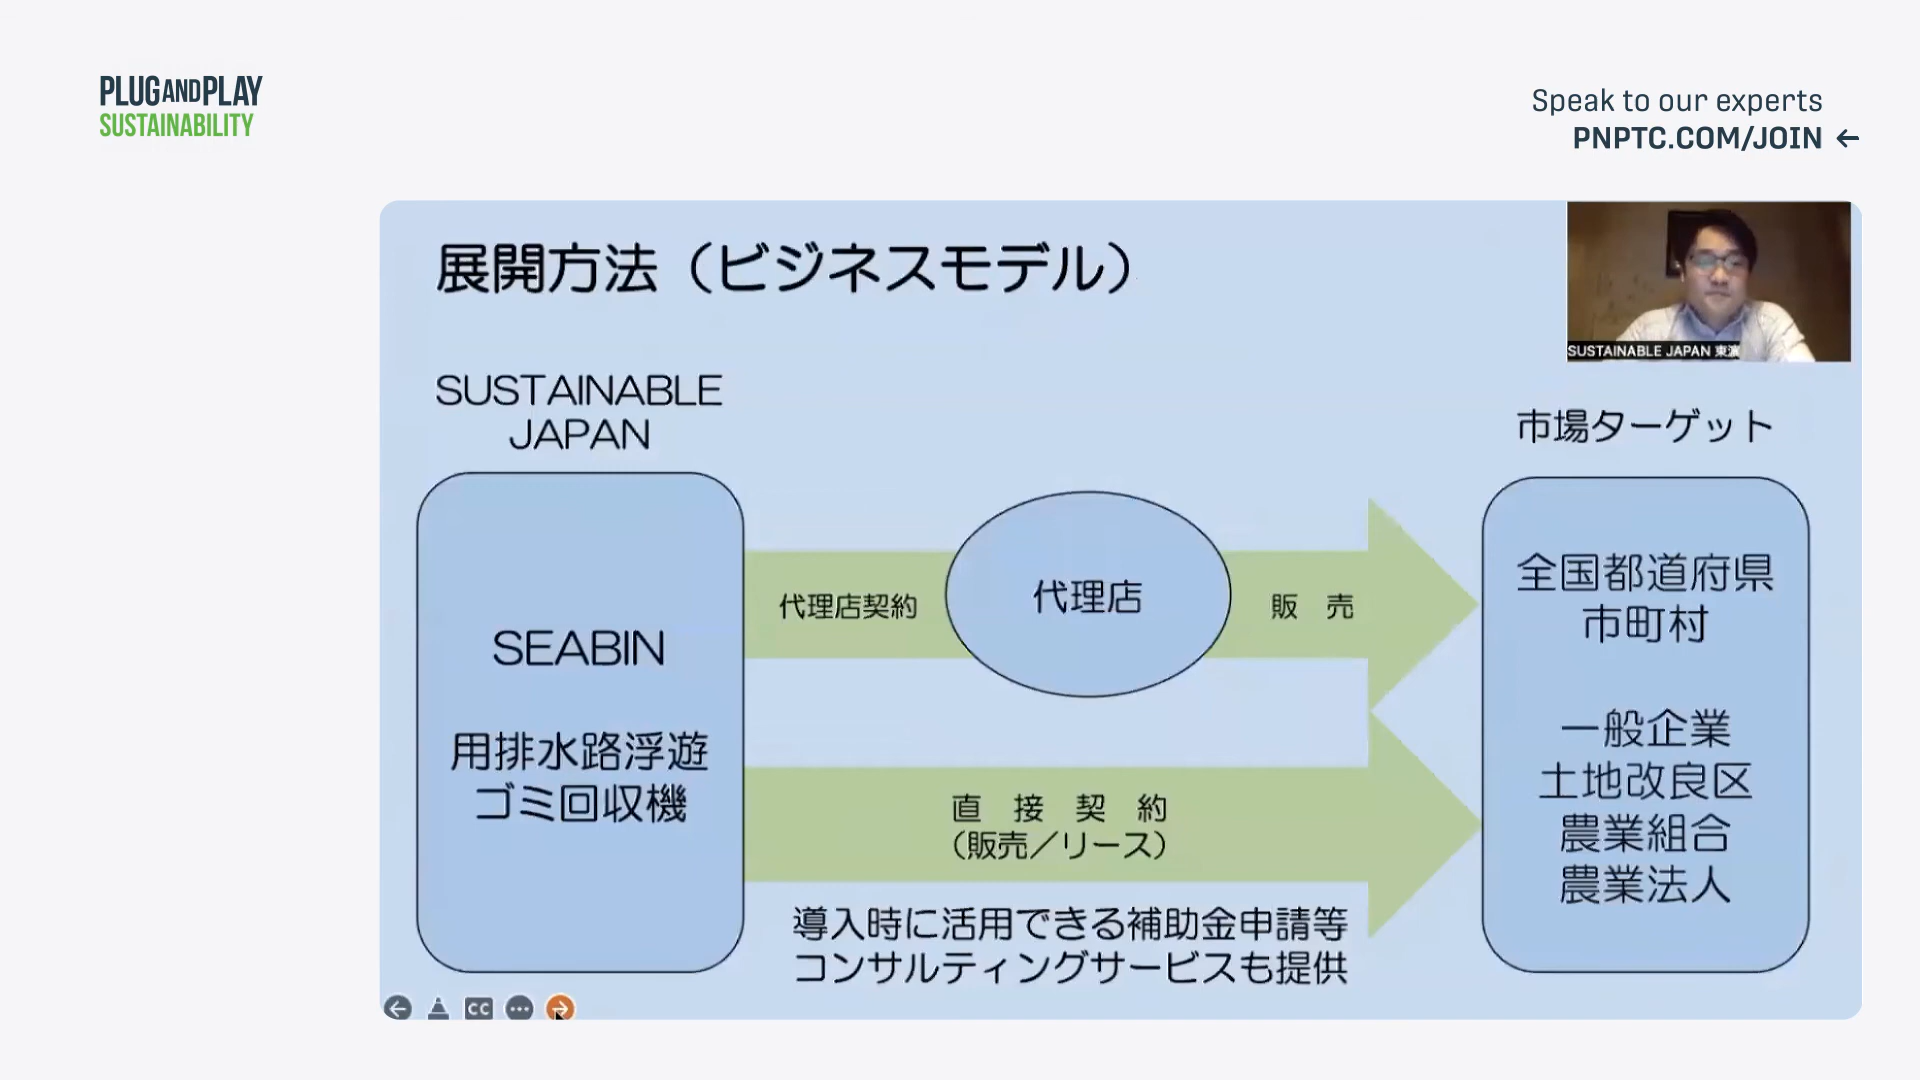 PLUG AND PLAY
SUSTAINABILITY
Speak to our experts
PNPTC.COM/JOIN ←
展開方法（ビジネスモデル）
SUSTAINABLE JAPAN 東濵
SUSTAINABLE
JAPAN
市場ターゲット
SEABIN
用排水路浮遊
ゴミ回収機
代理店契約
代理店
販　売
直　接　契　約
（販売／リース）
導入時に活用できる補助金申請等
コンサルティングサービスも提供
全国都道府県
市町村
一般企業
土地改良区
農業組合
農業法人
CC